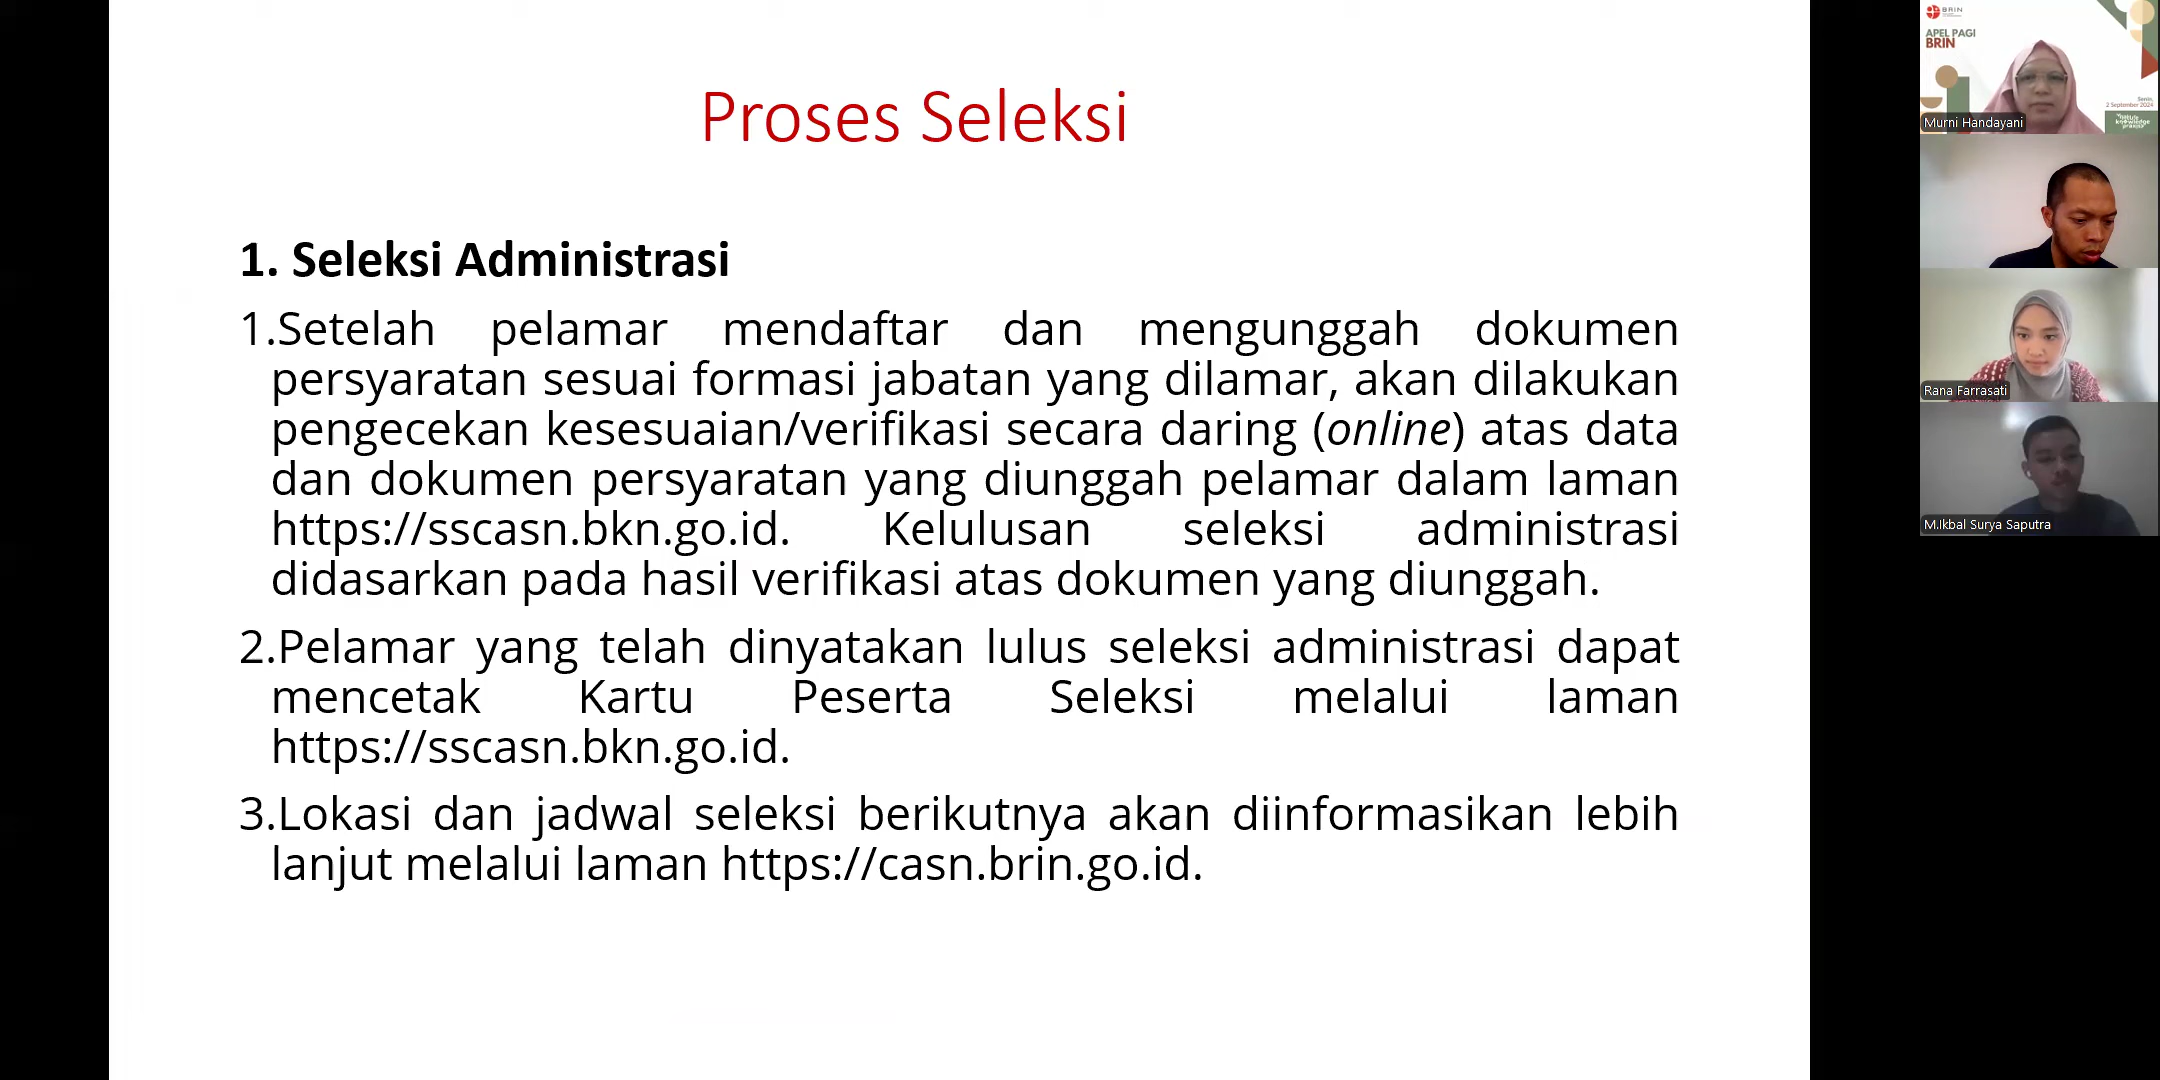 Proses Seleksi
1. Seleksi Administrasi
1.Setelah pelamar mendaftar dan mengunggah dokumen
persyaratan sesuai formasi jabatan yang dilamar, akan dilakukan
pengecekan kesesuaian/verifikasi secara daring (online) atas data
dan dokumen persyaratan yang diunggah pelamar dalam laman
https://sscasn.bkn.go.id. Kelulusan seleksi administrasi
didasarkan pada hasil verifikasi atas dokumen yang diunggah.
2.Pelamar yang telah dinyatakan lulus seleksi administrasi dapat
mencetak Kartu Peserta Seleksi melalui laman
https://sscasn.bkn.go.id.
3.Lokasi dan jadwal seleksi berikutnya akan diinformasikan lebih
lanjut melalui laman https://casn.brin.go.id.
BRIN
APEL PAGI
BRIN
Senin,
2 September 2024
Murni Handayani
Rana Farrasati
M.Ikbal Surya Saputra